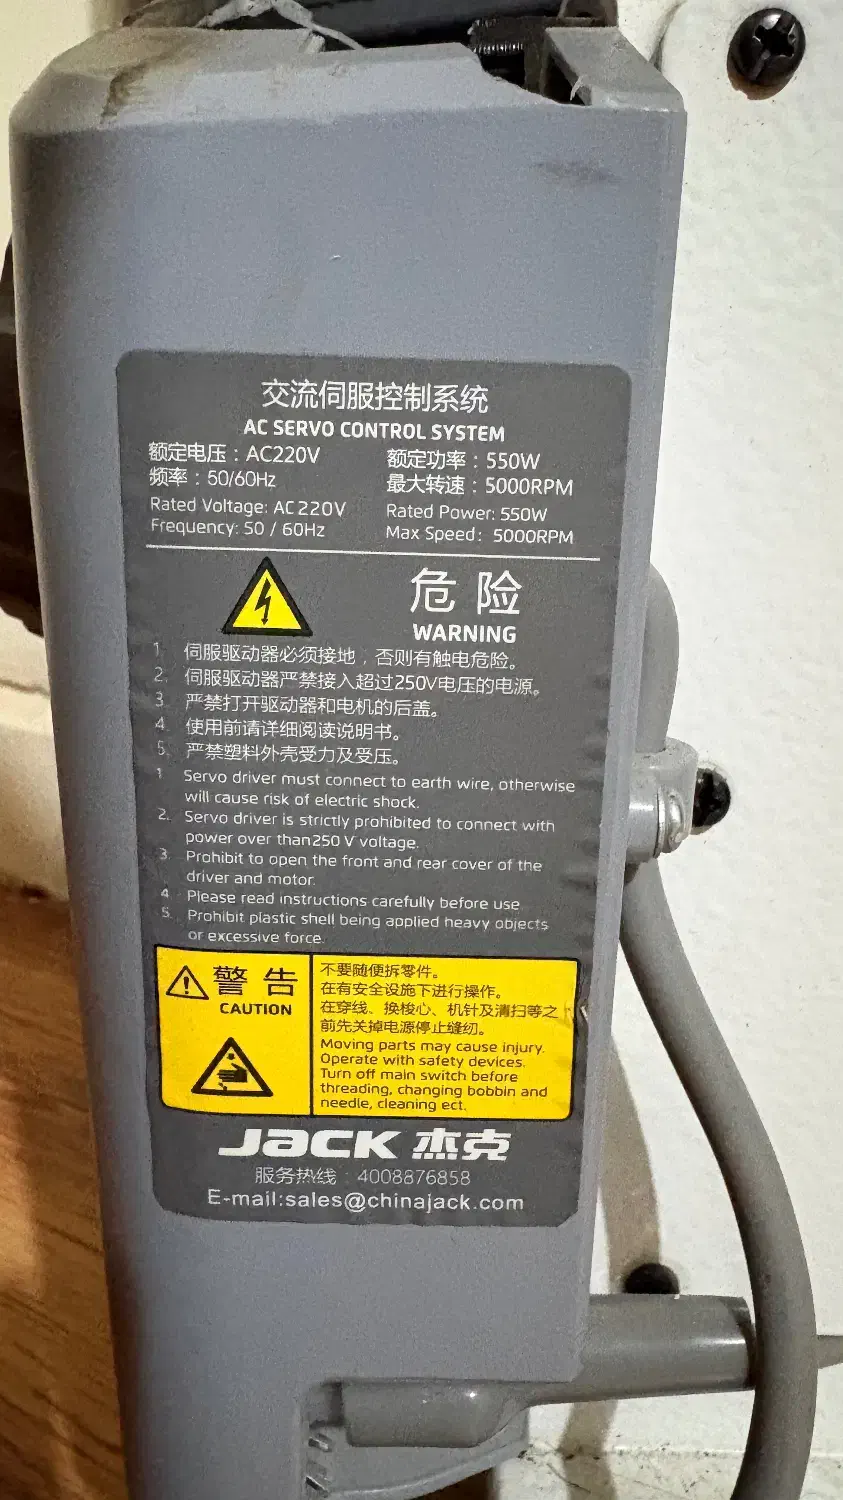 交流伺服控制系统
AC SERVO CONTROL SYSTEM
额定电压：AC220V 额定功率：550W
频率：50/60Hz 最大转速：5000RPM
Rated Voltage: AC220V Rated Power: 550W
Frequency: 50 / 60Hz Max Speed: 5000RPM
危险
WARNING
1. 伺服驱动器必须接地，否则有触电危险。
2. 伺服驱动器严禁接入超过250V电压的电源。
3. 严禁打开驱动器和电机的后盖。
4. 使用前请详细阅读说明书。
5. 严禁塑料外壳受力及受压。
1 Servo driver must connect to earth wire, otherwise
will cause risk of electric shock.
2. Servo driver is strictly prohibited to connect with
power over than250 V voltage.
3. Prohibit to open the front and rear cover of the
driver and motor.
4 Please read instructions carefully before use
5. Prohibit plastic shell being applied heavy objects
or excessive force.
警告
CAUTION
不要随便拆零件。
在有安全设施下进行操作。
在穿线、换梭心、机针及清扫等之
前先关掉电源停止缝纫。
Moving parts may cause injury.
Operate with safety devices.
Turn off main switch before
threading, changing bobbin and
needle, cleaning ect.
JACK 杰克
服务热线：4008876858
E-mail:sales@chinajack.com